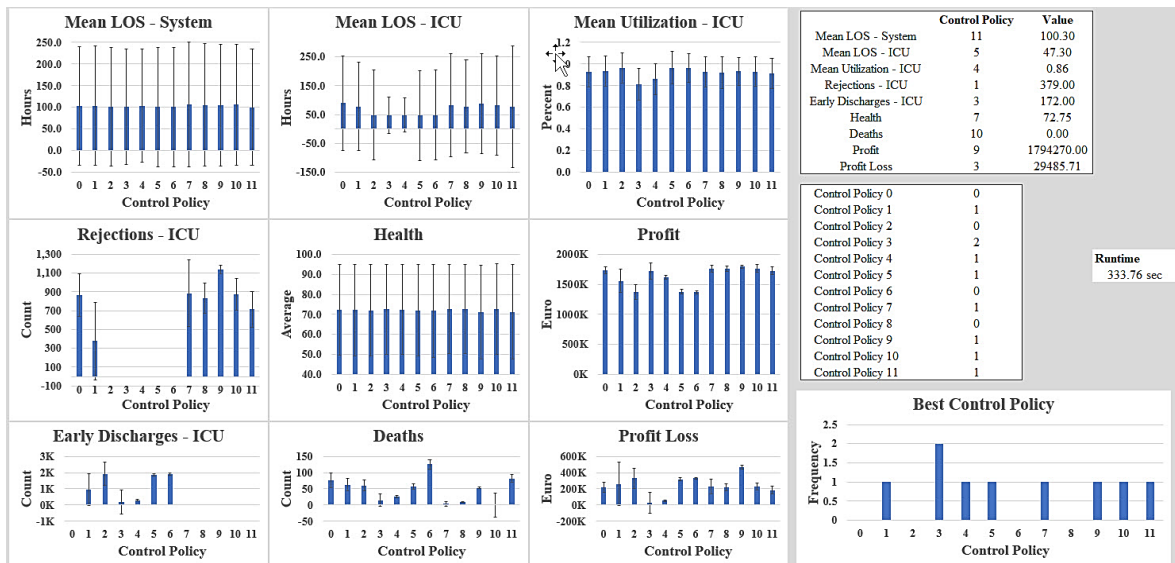 Mean LOS - System
250.0
200.0
150.0
100.0
50.0
0.0
-50.0
Hours
0 1 2 3 4 5 6 7 8 9 10 11
Control Policy
Mean LOS - ICU
250.0
150.0
50.0
-50.0
-150.0
Hours
0 1 2 3 4 5 6 7 8 9 10 11
Control Policy
Mean Utilization - ICU
1.2
1.0
0.8
0.6
0.4
0.2
0.0
Percent
0 1 2 3 4 5 6 7 8 9 10 11
Control Policy
Control Policy Value
Mean LOS - System 11 100.30
Mean LOS - ICU 5 47.30
Mean Utilization - ICU 4 0.86
Rejections - ICU 1 379.00
Early Discharges - ICU 3 172.00
Health 7 72.75
Deaths 10 0.00
Profit 9 1794270.00
Profit Loss 3 29485.71
Rejections - ICU
1,300
1,100
900
700
500
300
100
-100
Count
0 1 2 3 4 5 6 7 8 9 10 11
Control Policy
Health
100.0
90.0
80.0
70.0
60.0
50.0
40.0
Average
0 1 2 3 4 5 6 7 8 9 10 11
Control Policy
Profit
2000K
1500K
1000K
500K
0K
Euro
0 1 2 3 4 5 6 7 8 9 10 11
Control Policy
Control Policy 0 0
Control Policy 1 1
Control Policy 2 0
Control Policy 3 2
Control Policy 4 1
Control Policy 5 1
Control Policy 6 0
Control Policy 7 1
Control Policy 8 0
Control Policy 9 1
Control Policy 10 1
Control Policy 11 1
Runtime
333.76 sec
Early Discharges - ICU
3K
2K
1K
0K
-1K
Count
0 1 2 3 4 5 6 7 8 9 10 11
Control Policy
Deaths
150
100
50
0
-50
Count
0 1 2 3 4 5 6 7 8 9 10 11
Control Policy
Profit Loss
600K
400K
200K
0K
-200K
Euro
0 1 2 3 4 5 6 7 8 9 10 11
Control Policy
Best Control Policy
2.5
2
1.5
1
0.5
0
Frequency
0 1 2 3 4 5 6 7 8 9 10 11
Control Policy